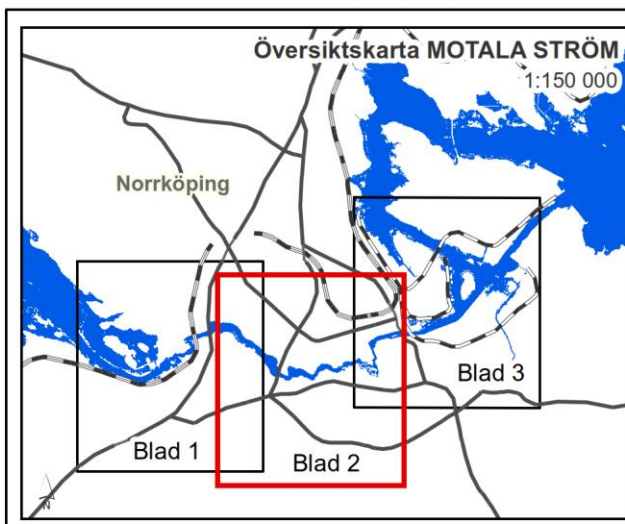 Översiktskarta MOTALA STRÖM
1:150 000
Norrköping
Blad 3
Blad 1
Blad 2
N